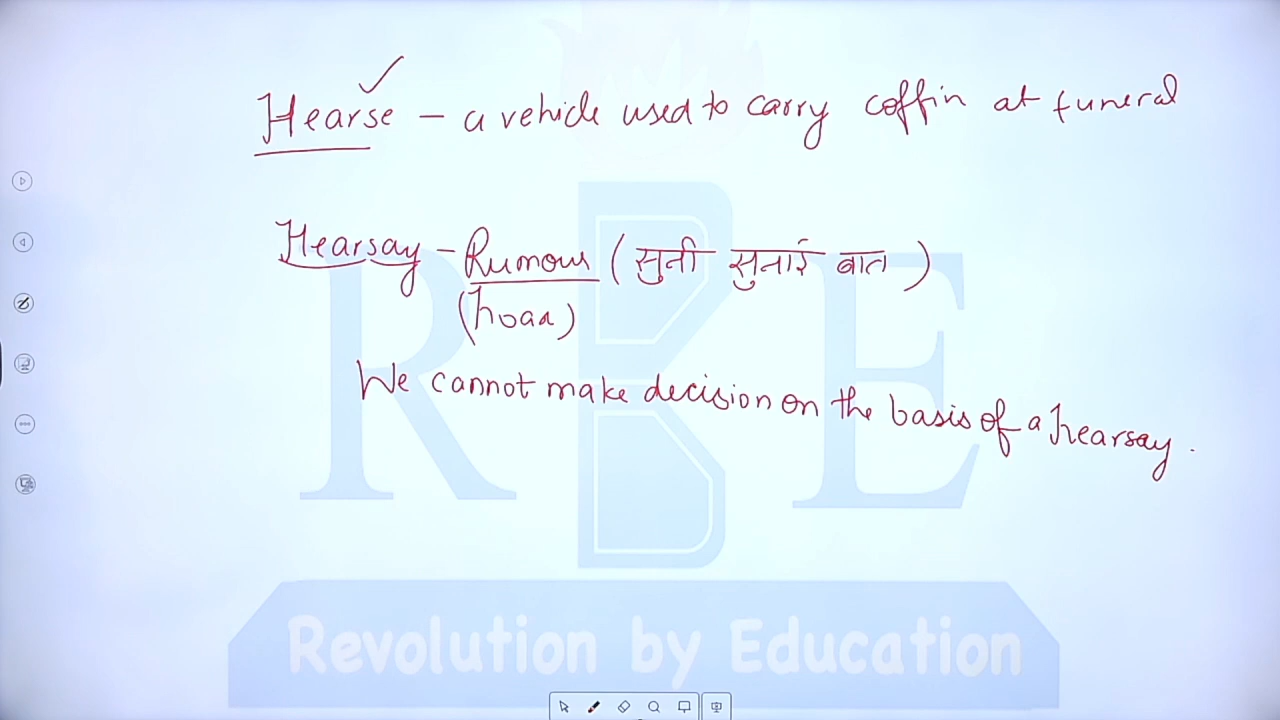 Hearse – a vehicle used to carry coffin at funeral
Hearsay – Rumour (सुनी सुनाई बात)
We cannot make decision on the basis of a hearsay.
RBE
Revolution by Education